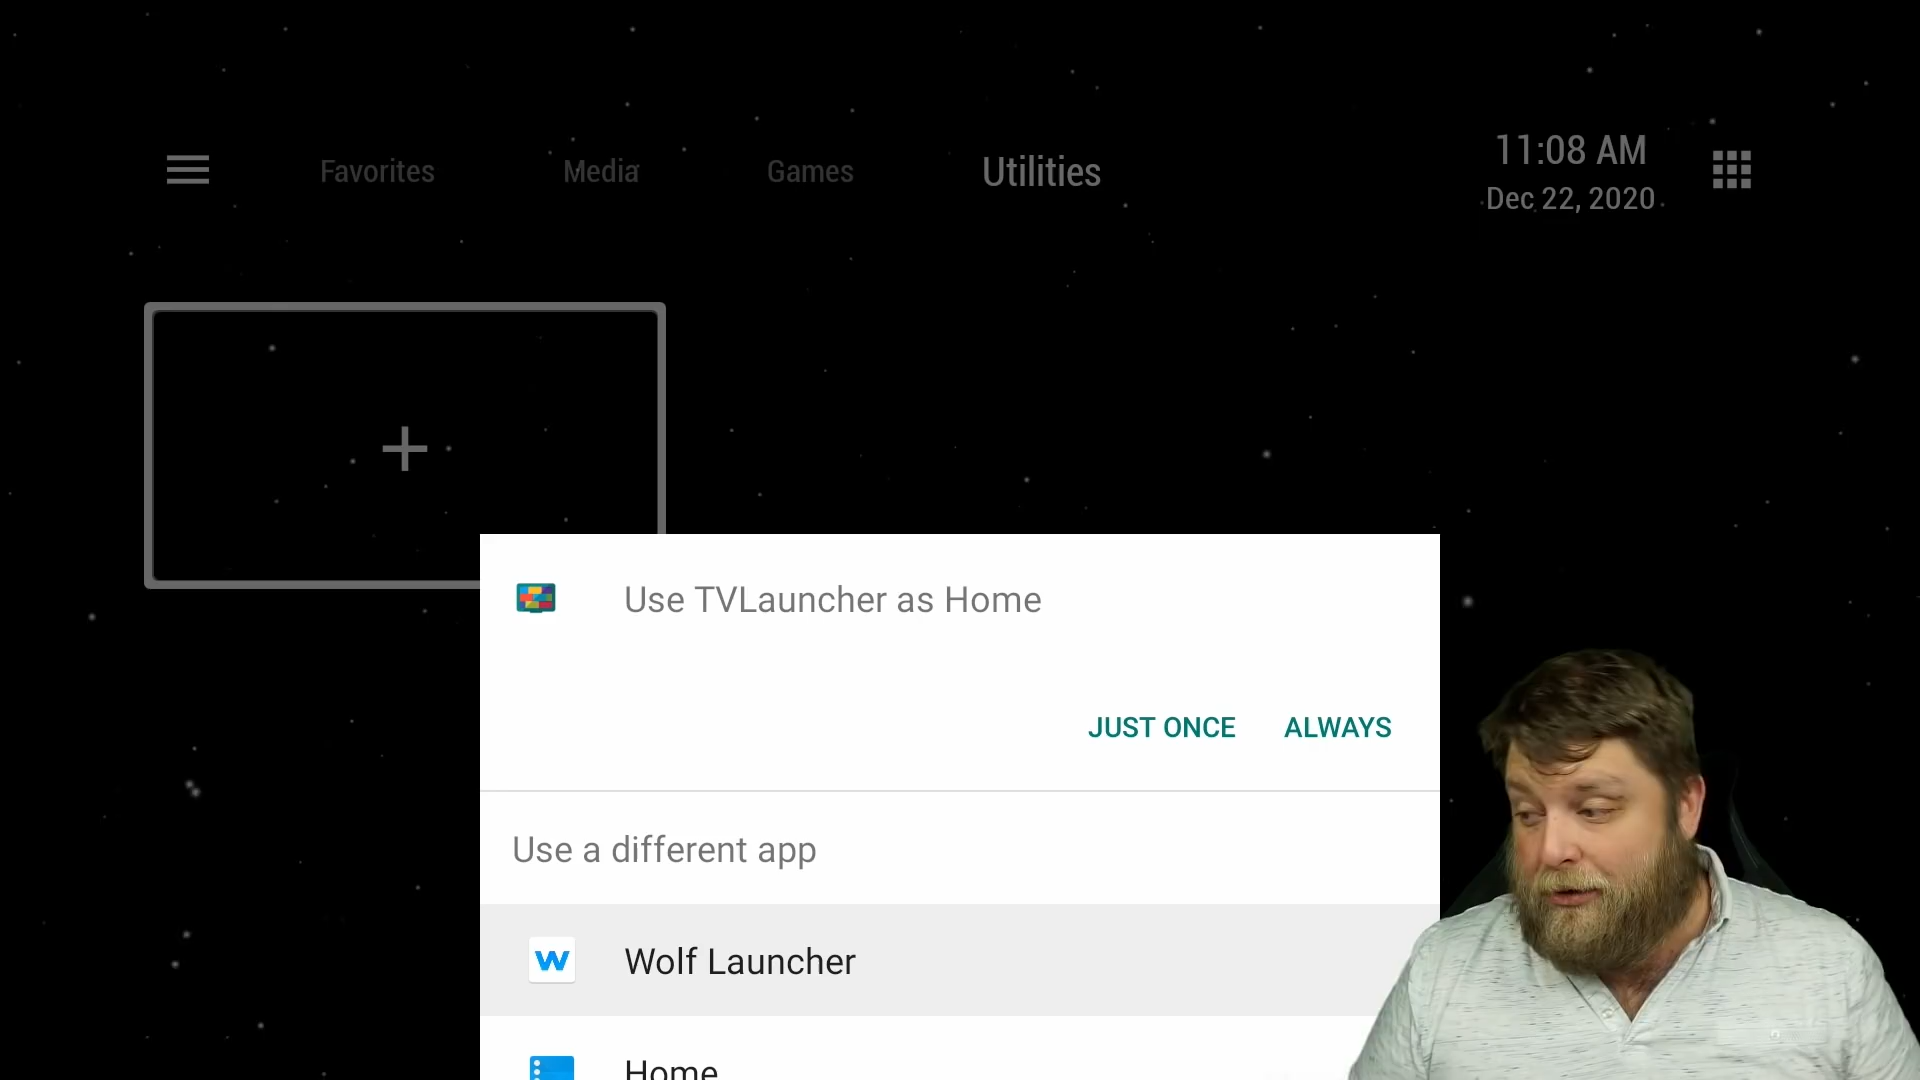 Favorites
Media
Games
Utilities
11:08 AM
Dec 22, 2020
Use TVLauncher as Home
JUST ONCE
ALWAYS
Use a different app
W
Wolf Launcher
Home